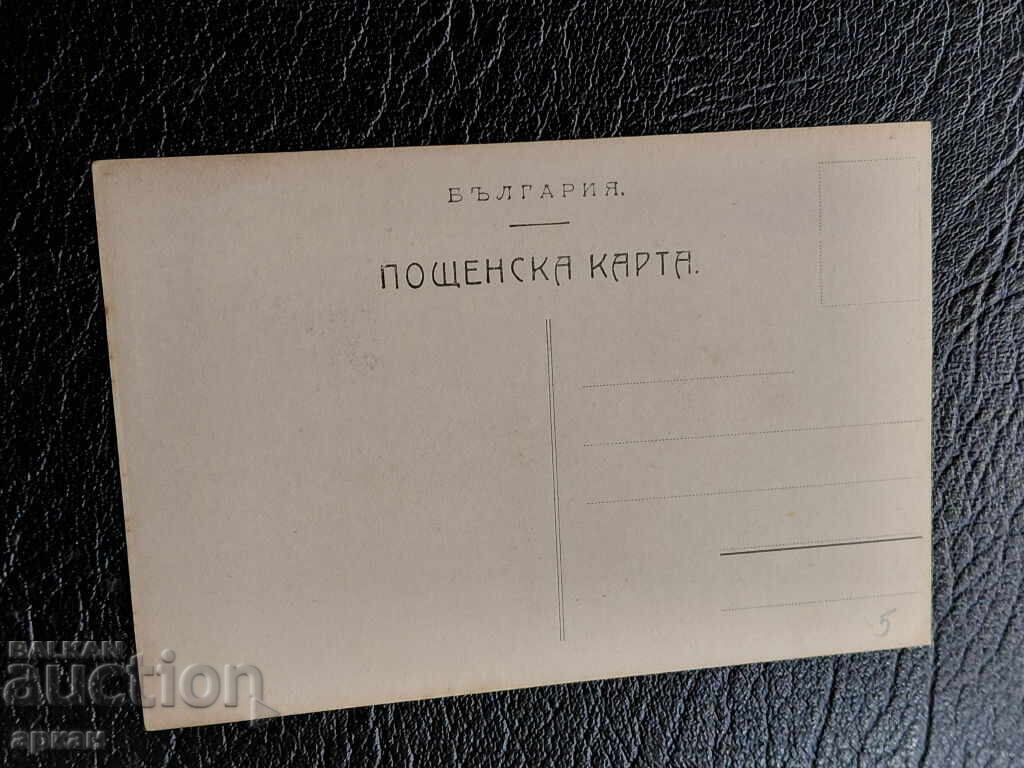 БЪЛГАРИЯ.
ПОЩЕНСКА КАРТА.
5
BALKAN
auction
аркан